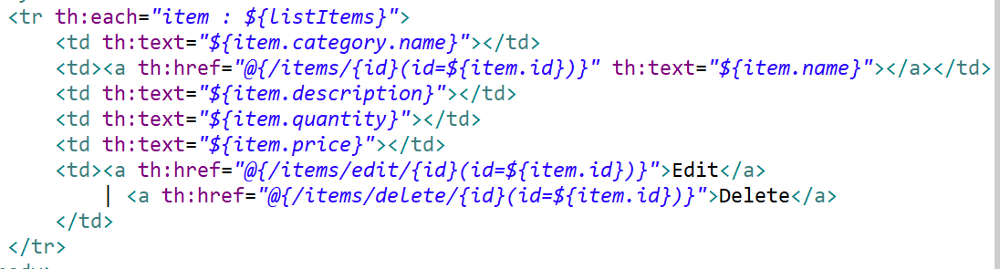 <tr th:each="item : ${listItems}">
<td th:text="${item.category.name}"></td>
<td><a th:href="@{/items/{id}(id=${item.id})}" th:text="${item.name}"></a></td>
<td th:text="${item.description}"></td>
<td th:text="${item.quantity}"></td>
<td th:text="${item.price}"></td>
<td><a th:href="@{/items/edit/{id}(id=${item.id})}">Edit</a>
| <a th:href="@{/items/delete/{id}(id=${item.id})}">Delete</a>
</td>
</tr>